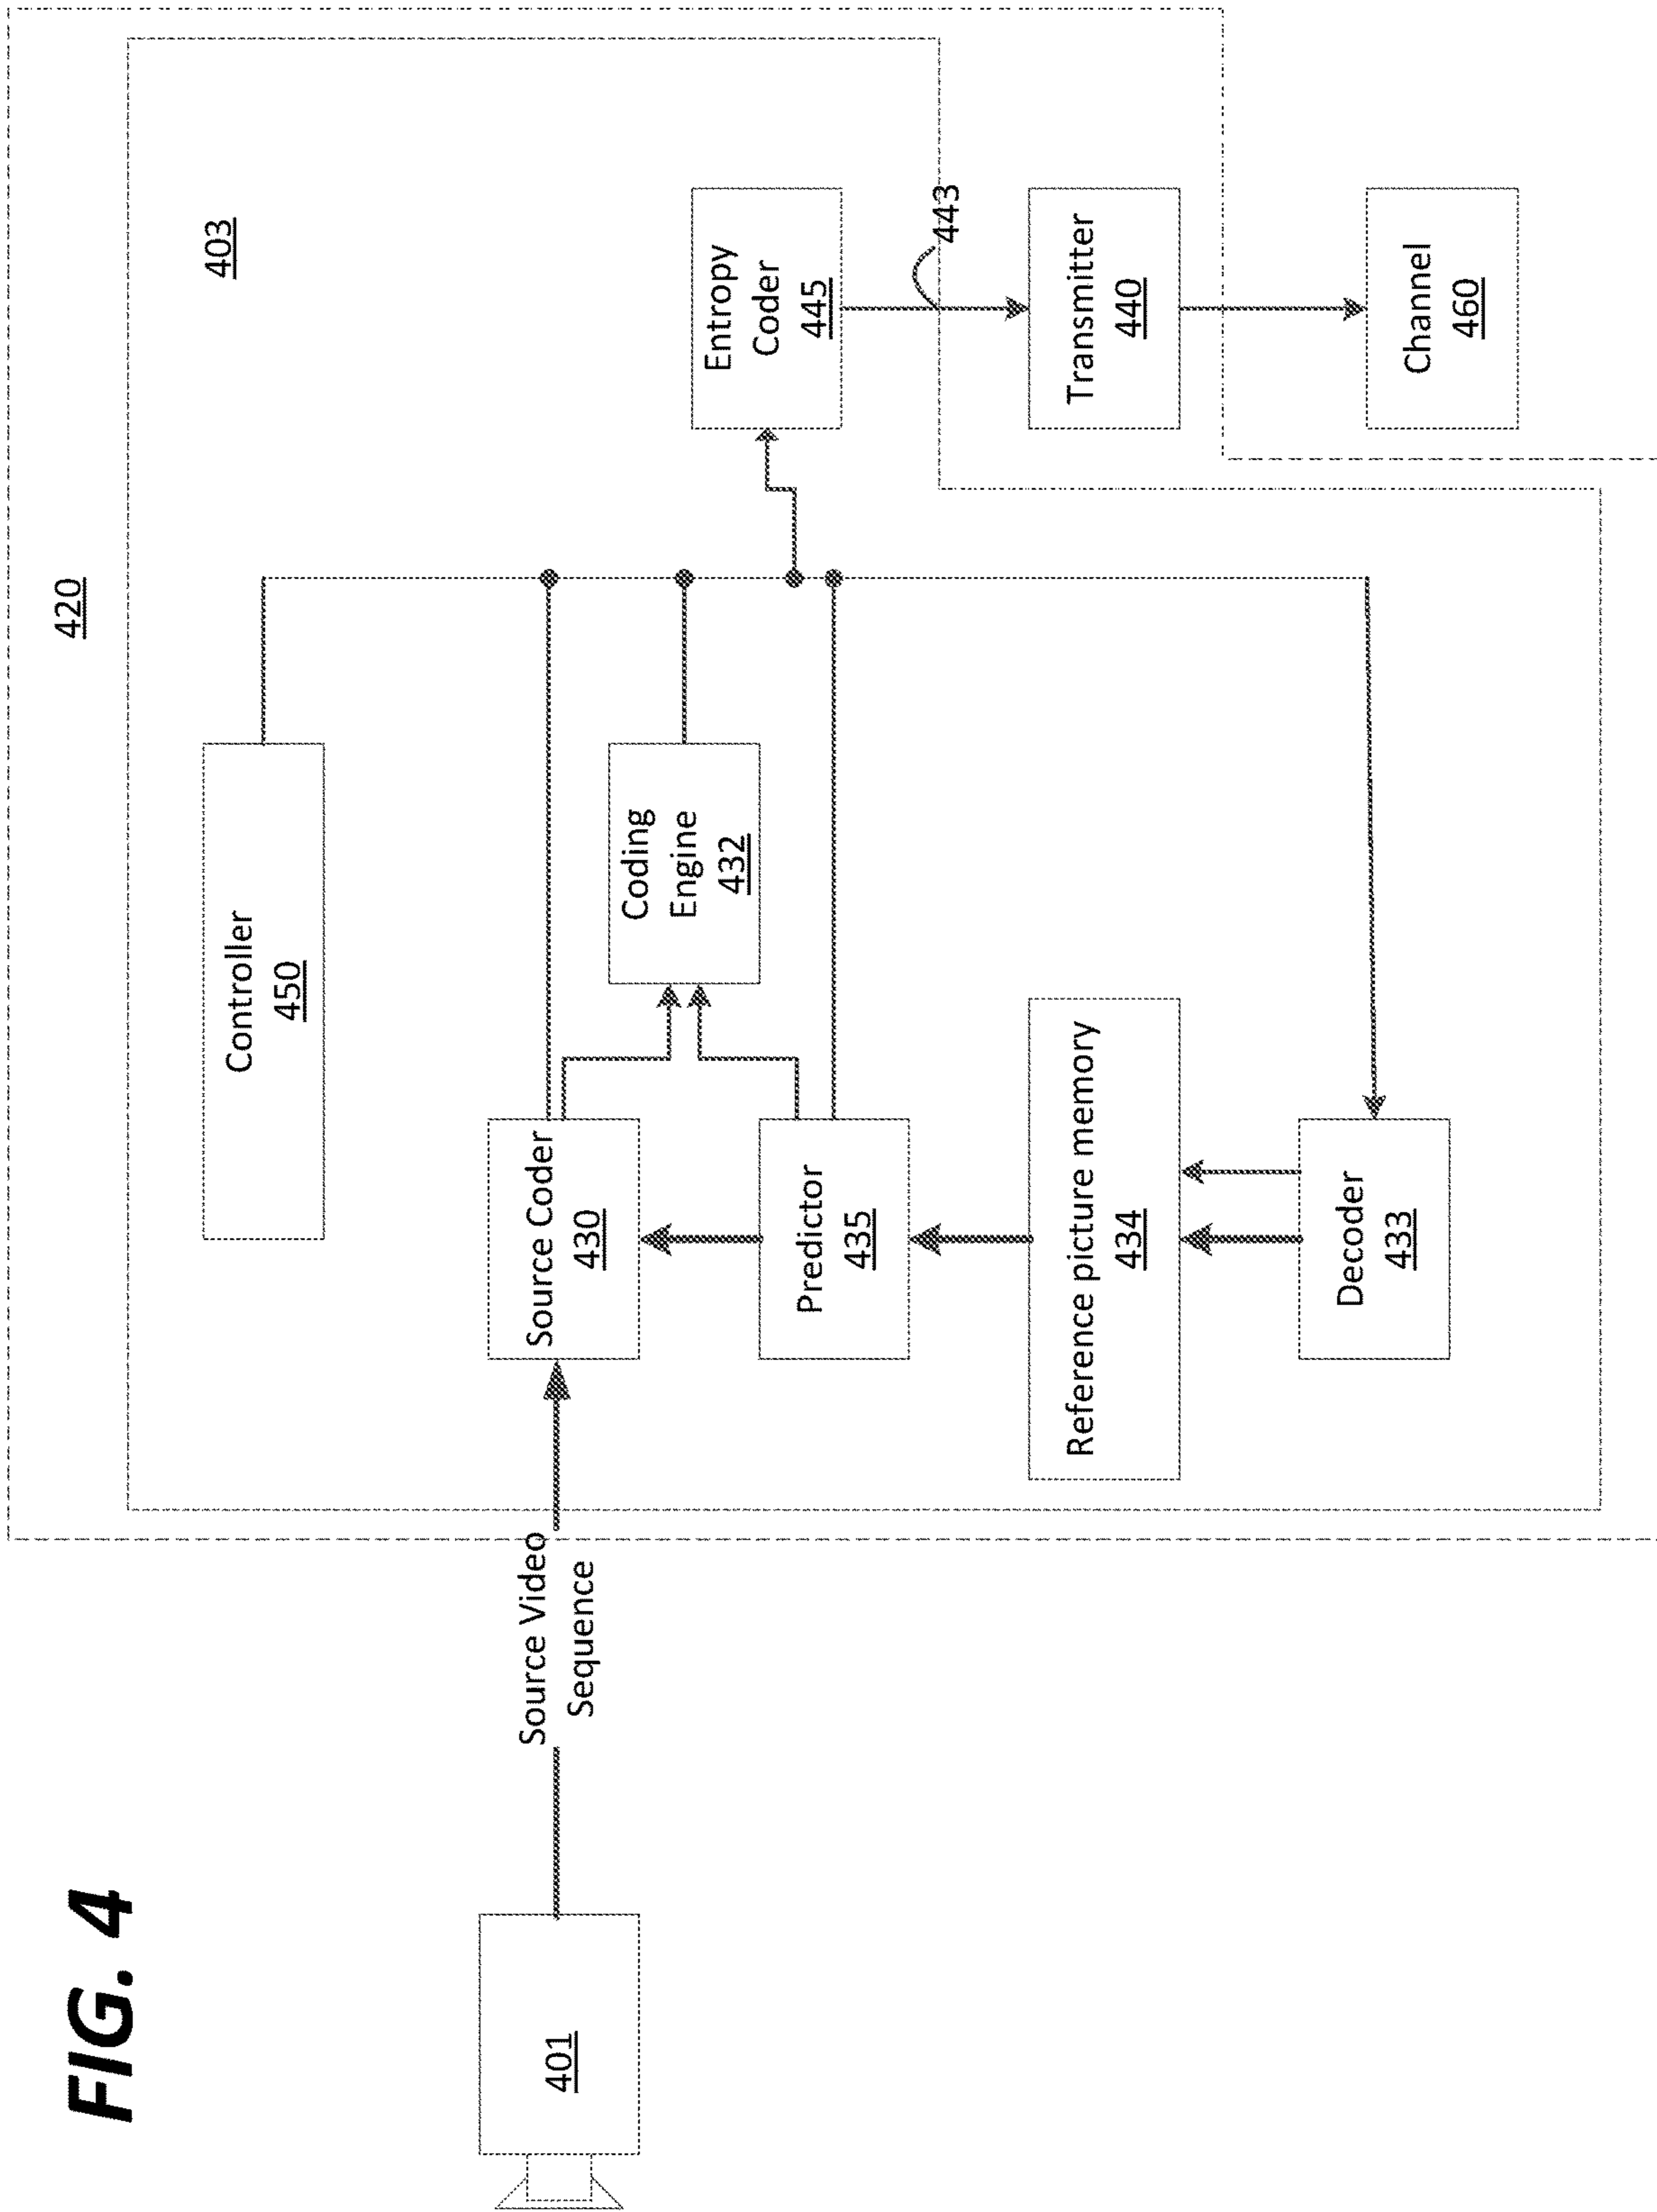 FIG. 4
420
403
Controller
450
401
Source Video
Sequence
Source Coder
430
Coding
Engine
432
Entropy
Coder
445
Predictor
435
443
Reference picture memory
434
Transmitter
440
Decoder
433
Channel
460